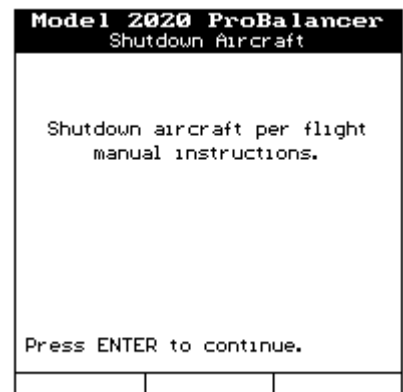 Model 2020 ProBalancer
Shutdown Aircraft
Shutdown aircraft per flight
manual instructions.
Press ENTER to continue.